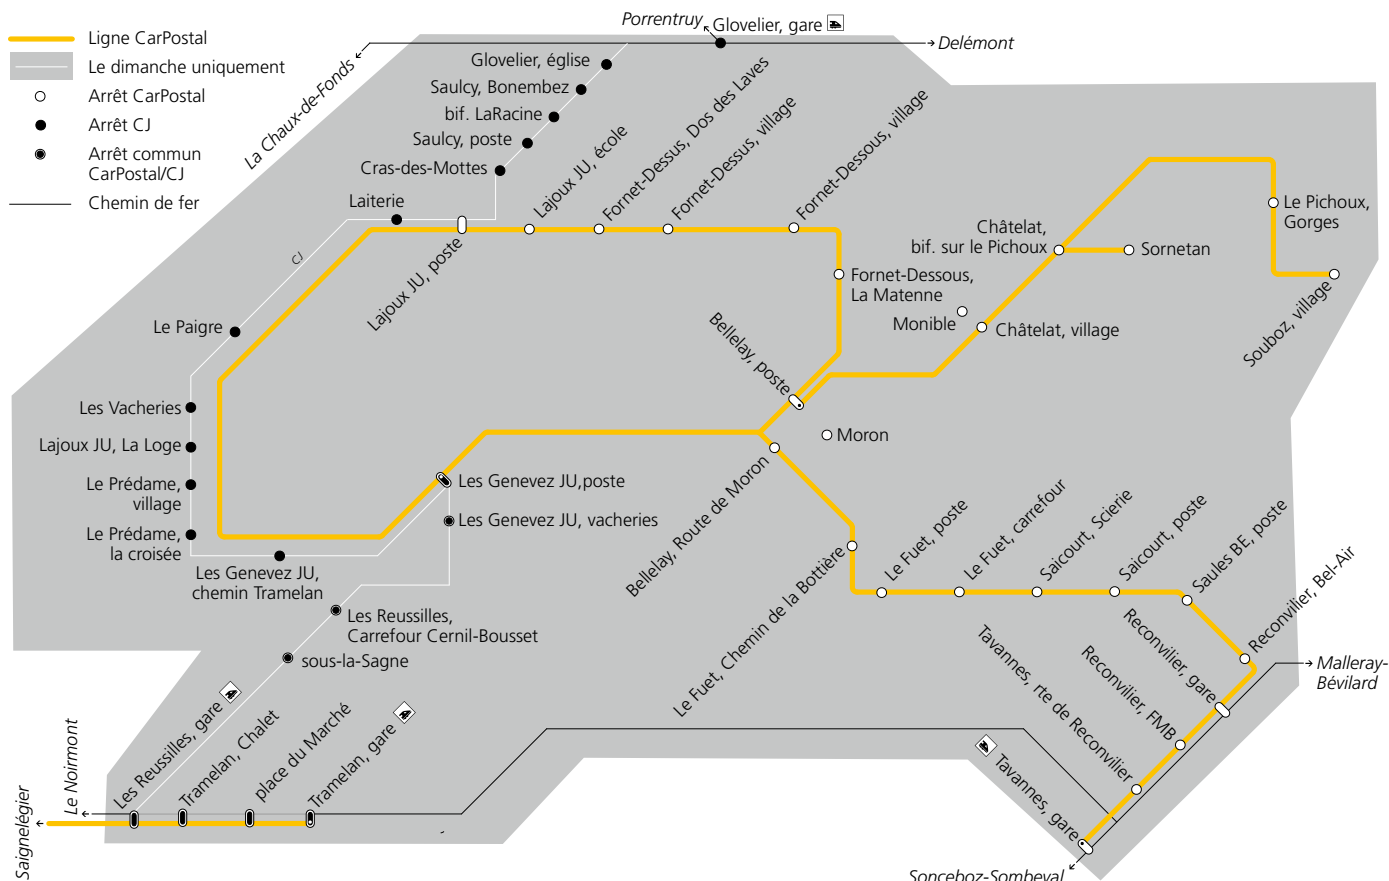 Ligne CarPostal
Le dimanche uniquement
Arrêt CarPostal
Arrêt CJ
Arrêt commun
CarPostal/CJ
Chemin de fer
Porrentruy
Glovelier, gare
Delémont
La Chaux-de-Fonds
Glovelier, église
Saulcy, Bonembez
bif. LaRacine
Saulcy, poste
Cras-des-Mottes
Laiterie
CJ
Lajoux JU, poste
Lajoux JU, école
Fornet-Dessus, Dos des Laves
Fornet-Dessus, village
Fornet-Dessous, village
Fornet-Dessous,
La Matenne
Châtelat,
bif. sur le Pichoux
Sornetan
Le Pichoux,
Gorges
Souboz, village
Monible
Châtelat, village
Bellelay, poste
Moron
Le Paigre
Les Vacheries
Lajoux JU, La Loge
Le Prédame,
village
Le Prédame,
la croisée
Les Genevez JU,
chemin Tramelan
Les Genevez JU,poste
Les Genevez JU, vacheries
Les Reussilles,
Carrefour Cernil-Bousset
sous-la-Sagne
Bellelay, Route de Moron
Le Fuet, Chemin de la Bottière
Le Fuet, poste
Le Fuet, carrefour
Saicourt, Scierie
Saicourt, poste
Saules BE, poste
Reconvilier, Bel-Air
Reconvilier, gare
Reconvilier, FMB
Tavannes, rte de Reconvilier
Tavannes, gare
Malleray-
Bévilard
Sonceboz-Sombeval
Les Reussilles, gare
Tramelan, Chalet
place du Marché
Tramelan, gare
Le Noirmont
Saignelégier